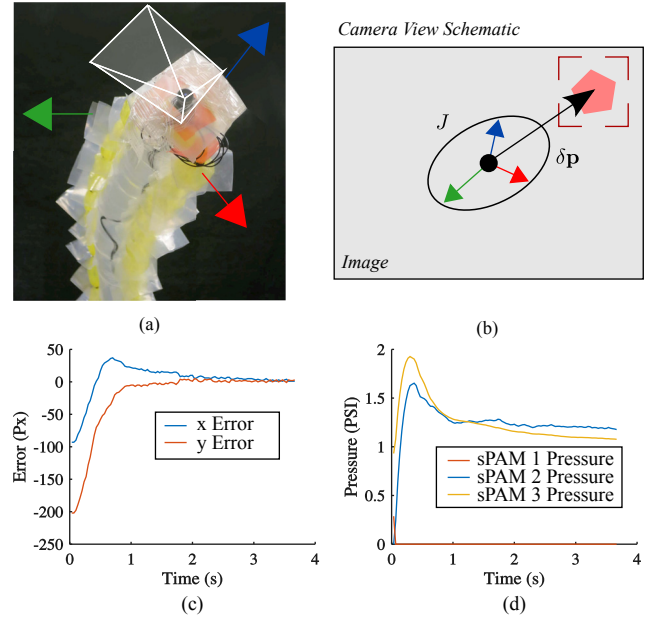 Camera View Schematic
J
δp
Image
(a)
(b)
50
0
-50
-100
-150
-200
-250
Error (Px)
x Error
y Error
0 1 2 3 4
Time (s)
(c)
2
1.5
1
0.5
0
Pressure (PSI)
sPAM 1 Pressure
sPAM 2 Pressure
sPAM 3 Pressure
0 1 2 3 4
Time (s)
(d)